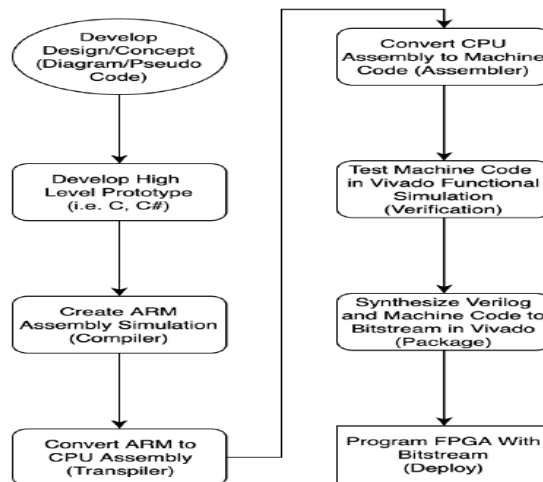 Develop
Design/Concept
(Diagram/Pseudo
Code)
Develop High
Level Prototype
(i.e. C, C#)
Create ARM
Assembly Simulation
(Compiler)
Convert ARM to
CPU Assembly
(Transpiler)
Convert CPU
Assembly to Machine
Code (Assembler)
Test Machine Code
in Vivado Functional
Simulation
(Verification)
Synthesize Verilog
and Machine Code to
Bitstream in Vivado
(Package)
Program FPGA With
Bitstream
(Deploy)